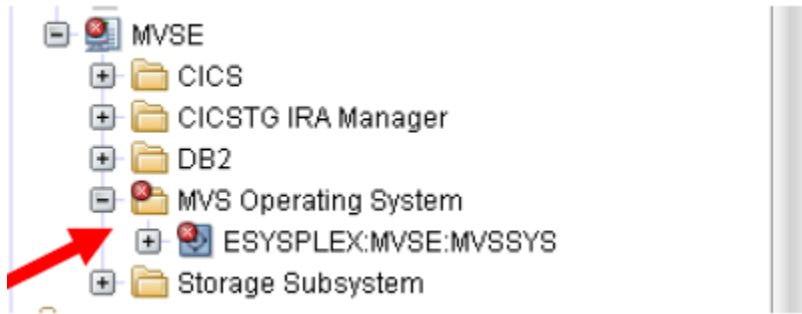 MVSE
CICS
CICSTG IRA Manager
DB2
MVS Operating System
ESYSPLEX:MVSE:MVSSYS
Storage Subsystem